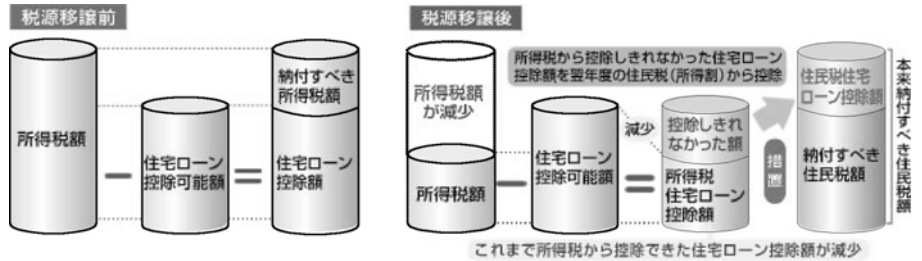 税源移譲前
所得税額
住宅ローン
控除可能額
納付すべき
所得税額
住宅ローン
控除額
税源移譲後
所得税額
が減少
所得税額
住宅ローン
控除可能額
所得税から控除しきれなかった住宅ローン
控除額を翌年度の住民税(所得割)から控除
減少
控除しきれ
なかった額
所得税
住宅ローン
控除額
措置
住民税住宅
ローン控除額
納付すべき
住民税額
本来納付すべき住民税額
これまで所得税から控除できた住宅ローン控除額が減少